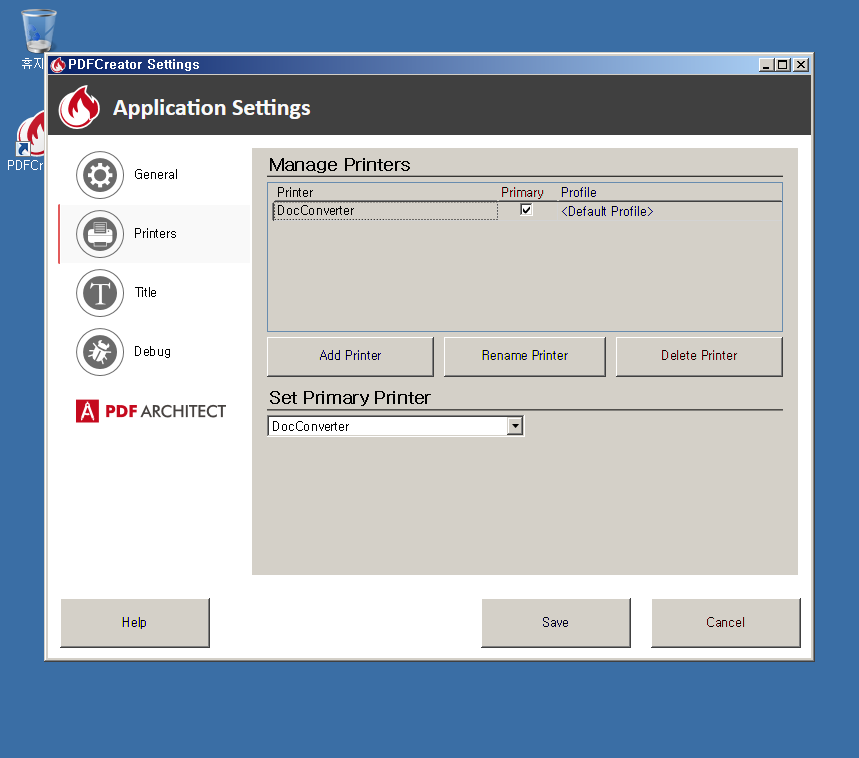 휴지
PDFCreator Settings
Application Settings
PDFCr
General
Printers
Title
Debug
PDF ARCHITECT
Manage Printers
Printer Primary Profile
DocConverter <Default Profile>
Add Printer Rename Printer Delete Printer
Set Primary Printer
DocConverter
Help Save Cancel